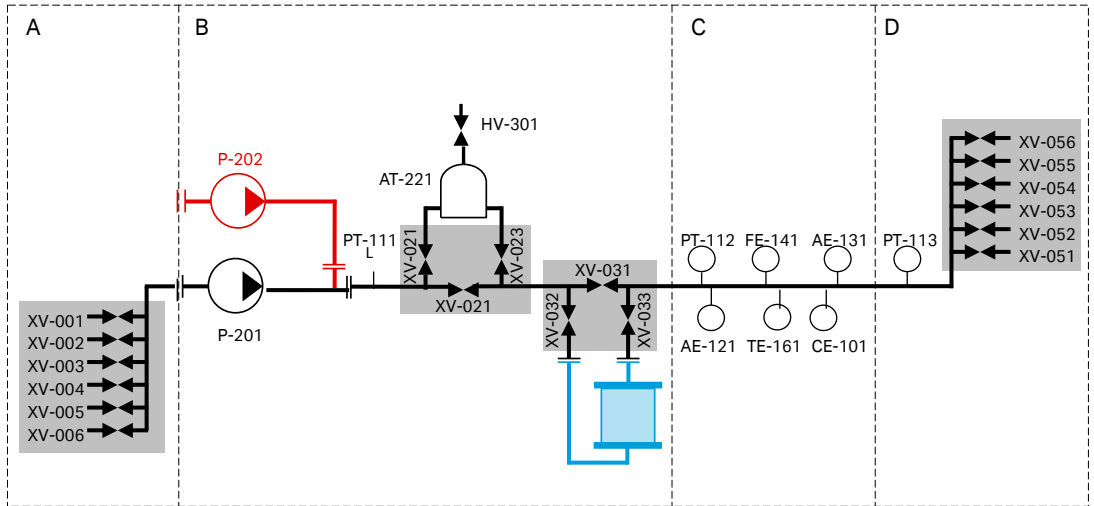 A
B
C
D
HV-301
P-202
AT-221
XV-056
XV-055
XV-054
XV-053
XV-052
XV-051
PT-111
L
XV-021
XV-023
XV-021
PT-112
FE-141
AE-131
PT-113
XV-031
XV-032
XV-033
P-201
AE-121
TE-161
CE-101
XV-001
XV-002
XV-003
XV-004
XV-005
XV-006